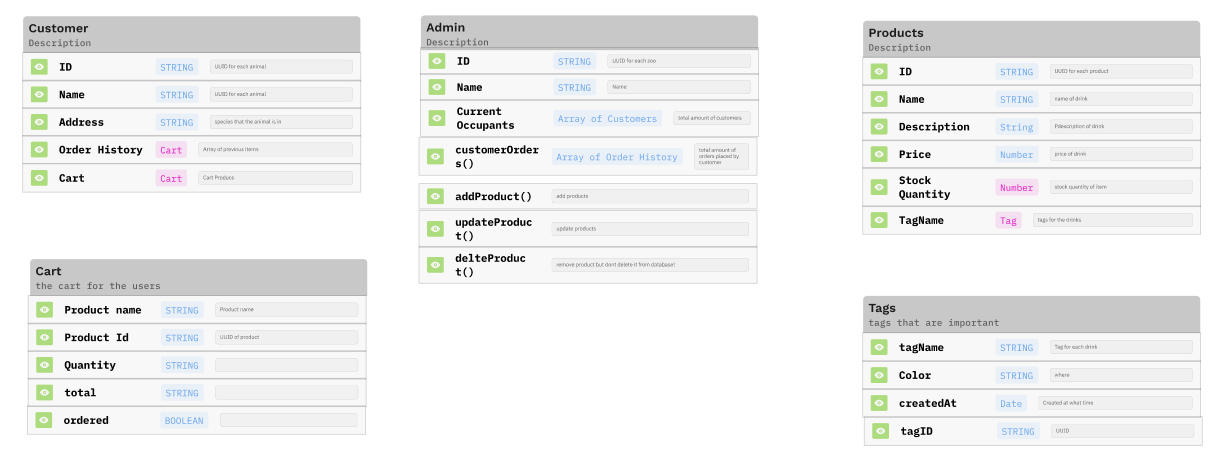 Customer
Description
ID STRING UUID for each animal
Name STRING UUID for each animal
Address STRING species that the animal is in
Order History Cart Array of previous items
Cart Cart Cart Producs
Admin
Description
ID STRING UUID for each zoo
Name STRING Name
Current
Occupants Array of Customers total amount of customers
customerOrder
s() Array of Order History total amount of
orders placed by
customer
addProduct() add products
updateProduc
t() update products
delteProduc
t() remove product but dont delete it from database!
Products
Description
ID STRING UUID for each product
Name STRING name of drink
Description String Pdescription of drink
Price Number price of drink
Stock
Quantity Number stock quantity of item
TagName Tag tags for the drinks
Cart
the cart for the users
Product name STRING Product name
Product Id STRING UUID of product
Quantity STRING
total STRING
ordered BOOLEAN
Tags
tags that are important
tagName STRING Tag for each drink
Color STRING where
createdAt Date Created at what time
tagID STRING UUID